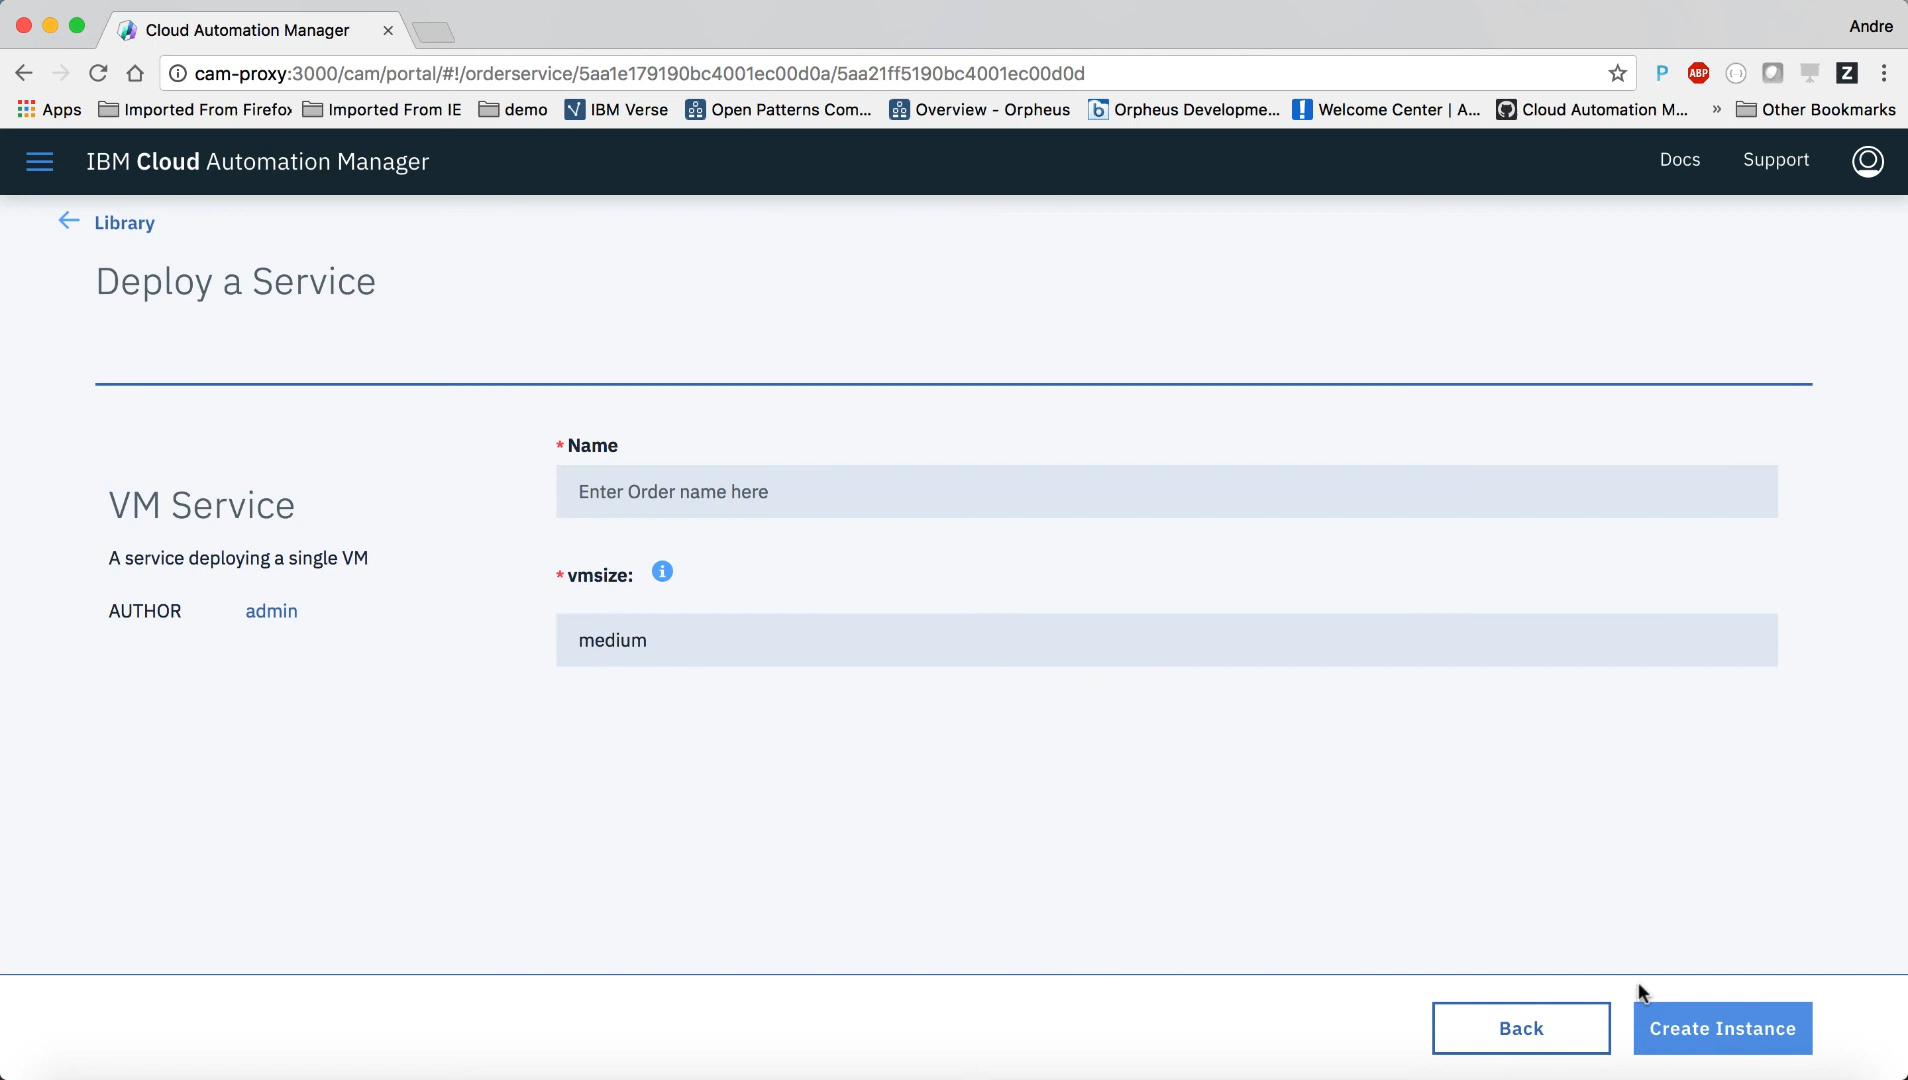 Cloud Automation Manager
Andre
cam-proxy:3000/cam/portal/#!/orderservice/5aa1e179190bc4001ec00d0a/5aa21ff5190bc4001ec00d0d
P ABP Z
Apps Imported From Firefox Imported From IE demo IBM Verse Open Patterns Com... Overview - Orpheus Orpheus Developme... Welcome Center | A... Cloud Automation M... » Other Bookmarks
IBM Cloud Automation Manager Docs Support
Library
Deploy a Service
* Name
Enter Order name here
VM Service
A service deploying a single VM
* vmsize:
AUTHOR admin
medium
Back Create Instance